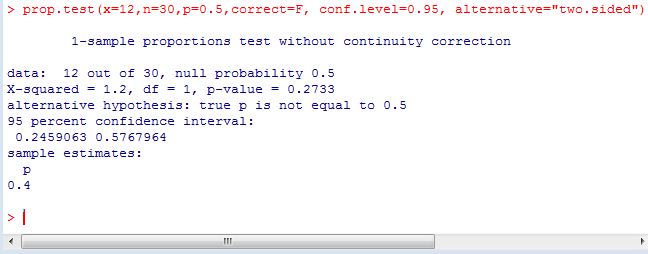 > prop.test(x=12,n=30,p=0.5,correct=F, conf.level=0.95, alternative="two.sided")
1-sample proportions test without continuity correction
data:  12 out of 30, null probability 0.5
X-squared = 1.2, df = 1, p-value = 0.2733
alternative hypothesis: true p is not equal to 0.5
95 percent confidence interval:
 0.2459063 0.5767964
sample estimates:
  p
0.4
>